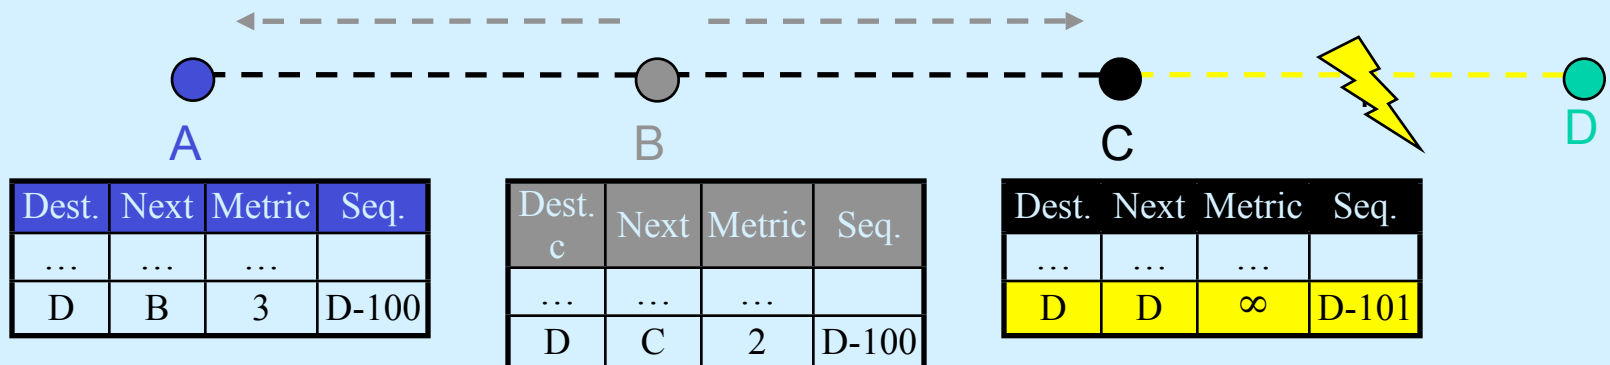 A B C D
Dest. Next Metric Seq.
… … …
D B 3 D-100
Dest.
c Next Metric Seq.
… … …
D C 2 D-100
Dest. Next Metric Seq.
… … …
D D ∞ D-101